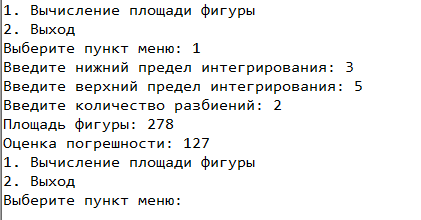 1. Вычисление площади фигуры
2. Выход
Выберите пункт меню: 1
Введите нижний предел интегрирования: 3
Введите верхний предел интегрирования: 5
Введите количество разбиений: 2
Площадь фигуры: 278
Оценка погрешности: 127
1. Вычисление площади фигуры
2. Выход
Выберите пункт меню: